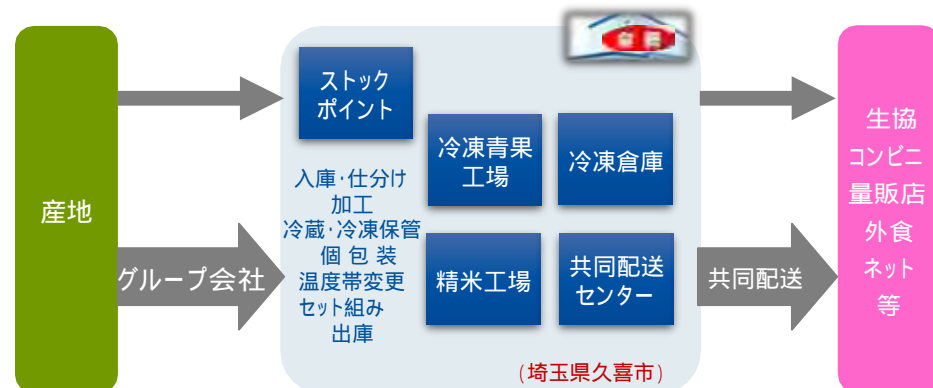 産地
グループ会社
ストック
ポイント
入庫・仕分け
加工
冷蔵・冷凍保管
個 包 装
温度帯変更
セット組み
出庫
冷凍青果
工場
冷凍倉庫
精米工場
共同配送
センター
(埼玉県久喜市)
共同配送
生協
コンビニ
量販店
外食
ネット
等